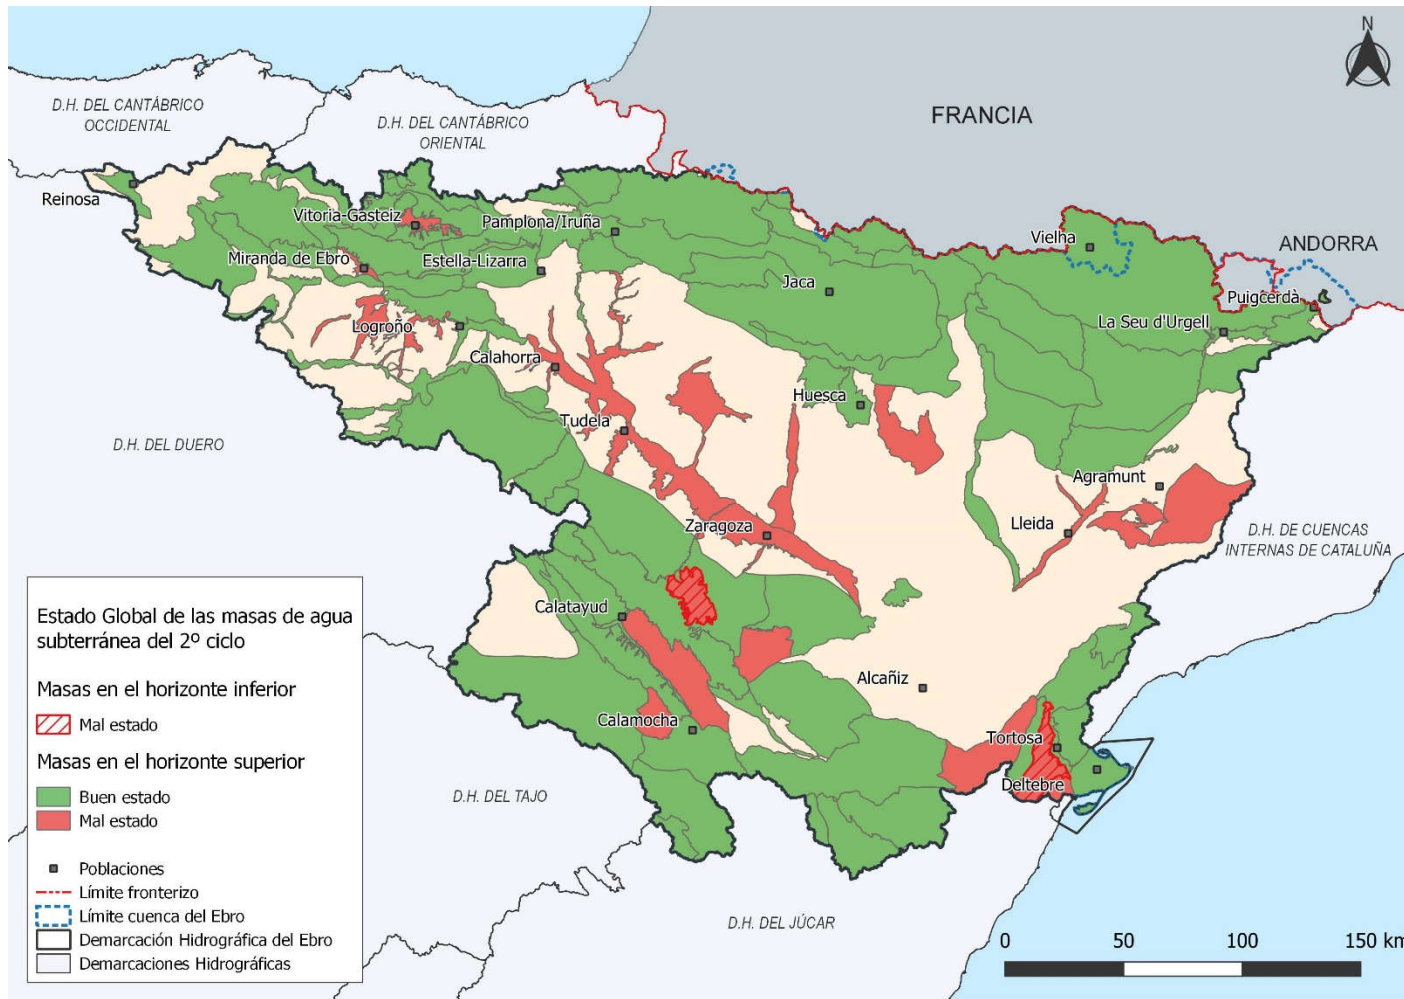 N
D.H. DEL CANTÁBRICO
OCCIDENTAL
D.H. DEL CANTÁBRICO
ORIENTAL
FRANCIA
Reinosa
Vitoria-Gasteiz
Pamplona/Iruña
Vielha
ANDORRA
Miranda de Ebro
Estella-Lizarra
Jaca
Puigcerdà
La Seu d'Urgell
Logroño
Calahorra
Huesca
Tudela
D.H. DEL DUERO
Agramunt
Zaragoza
Lleida
D.H. DE CUENCAS
INTERNAS DE CATALUÑA
Calatayud
Alcañiz
Calamocha
Tortosa
Deltebre
D.H. DEL TAJO
D.H. DEL JÚCAR
Estado Global de las masas de agua
subterránea del 2º ciclo
Masas en el horizonte inferior
Mal estado
Masas en el horizonte superior
Buen estado
Mal estado
Poblaciones
Límite fronterizo
Límite cuenca del Ebro
Demarcación Hidrográfica del Ebro
Demarcaciones Hidrográficas
0 50 100 150 km